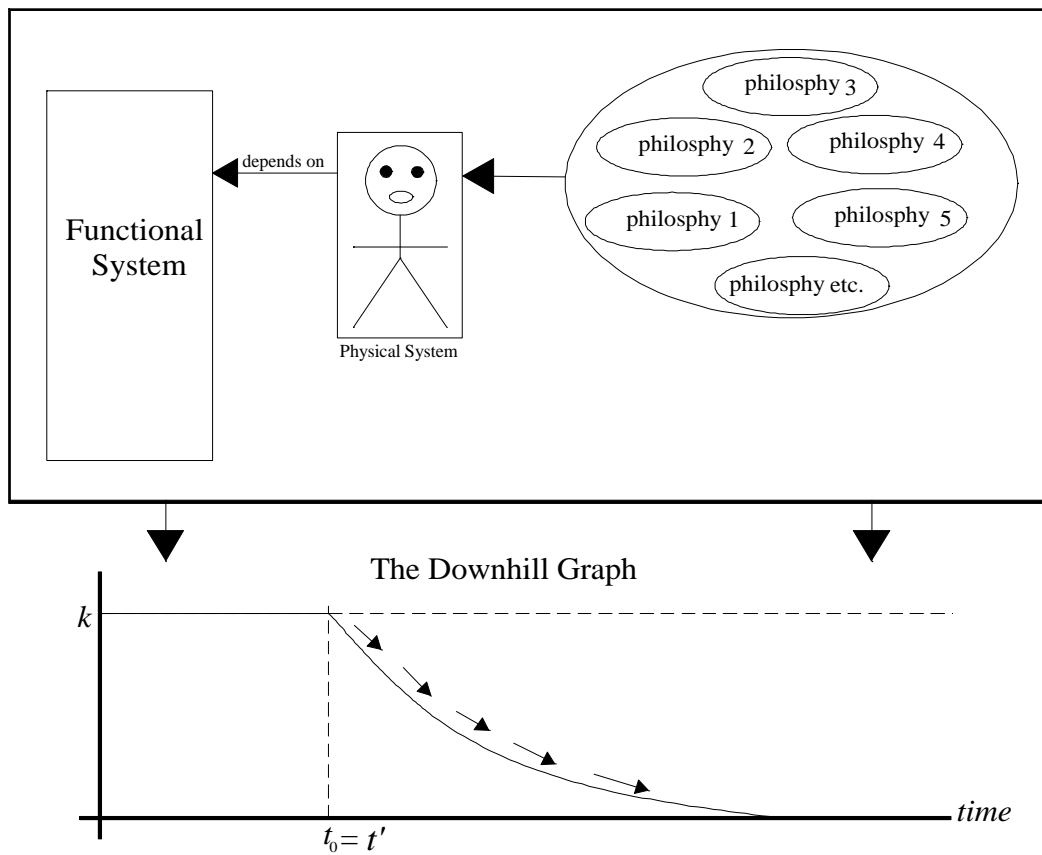 philosphy 3
philosphy 2
philosphy 4
depends on
philosphy 1
philosphy 5
Functional
System
philosphy etc.
Physical System
The Downhill Graph
k
time
t₀ = t'